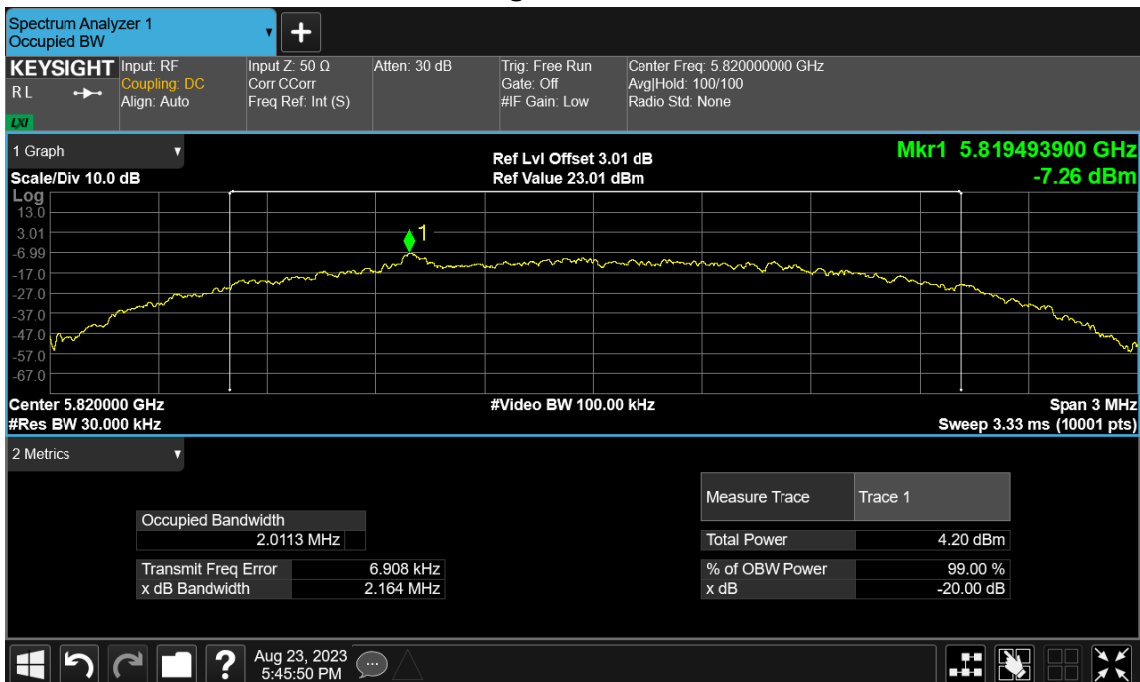 Spectrum Analyzer 1
Occupied BW
+
KEYSIGHT Input: RF Input Z: 50 Ω Atten: 30 dB Trig: Free Run Center Freq: 5.820000000 GHz
RL Coupling: DC Corr CCorr Gate: Off Avg|Hold: 100/100
Align: Auto Freq Ref: Int (S) #IF Gain: Low Radio Std: None
LXI
1 Graph Ref Lvl Offset 3.01 dB Mkr1 5.819493900 GHz
Scale/Div 10.0 dB Ref Value 23.01 dBm -7.26 dBm
Log
13.0
3.01
1
-6.99
-17.0
-27.0
-37.0
-47.0
-57.0
-67.0
Center 5.820000 GHz #Video BW 100.00 kHz Span 3 MHz
#Res BW 30.000 kHz Sweep 3.33 ms (10001 pts)
2 Metrics
Measure Trace Trace 1
Occupied Bandwidth
2.0113 MHz Total Power 4.20 dBm
Transmit Freq Error 6.908 kHz % of OBW Power 99.00 %
x dB Bandwidth 2.164 MHz x dB -20.00 dB
? Aug 23, 2023
5:45:50 PM